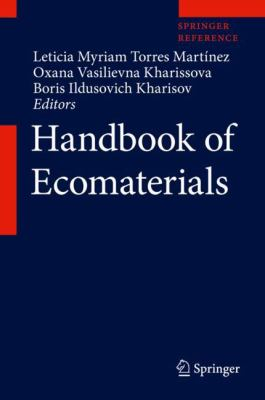 SPRINGER
REFERENCE
Leticia Myriam Torres Martínez
Oxana Vasilievna Kharissova
Boris Ildusovich Kharisov
Editors
Handbook of
Ecomaterials
Springer